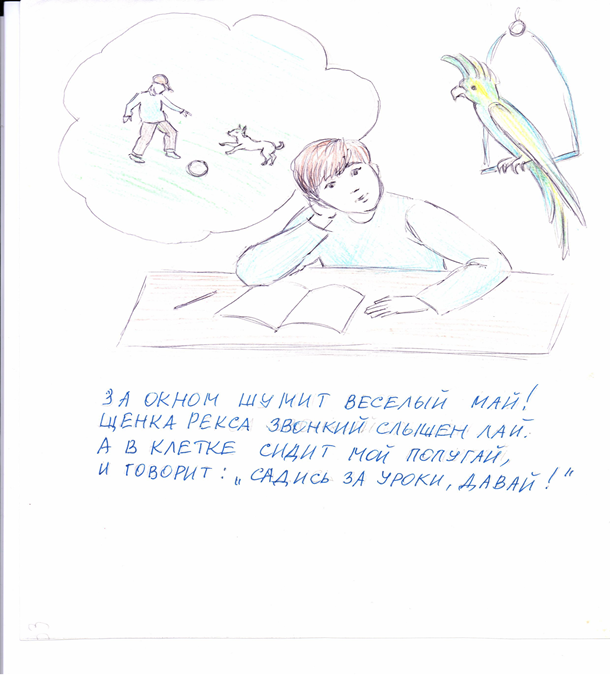 ЗА ОКНОМ ШУМИТ ВЕСЕЛЫЙ МАЙ!
ЩЕНКА РЕКСА ЗВОНКИЙ СЛЫШЕН ЛАЙ.
А В КЛЕТКЕ СИДИТ МОЙ ПОПУГАЙ,
И ГОВОРИТ: „САДИСЬ ЗА УРОКИ, ДАВАЙ!"